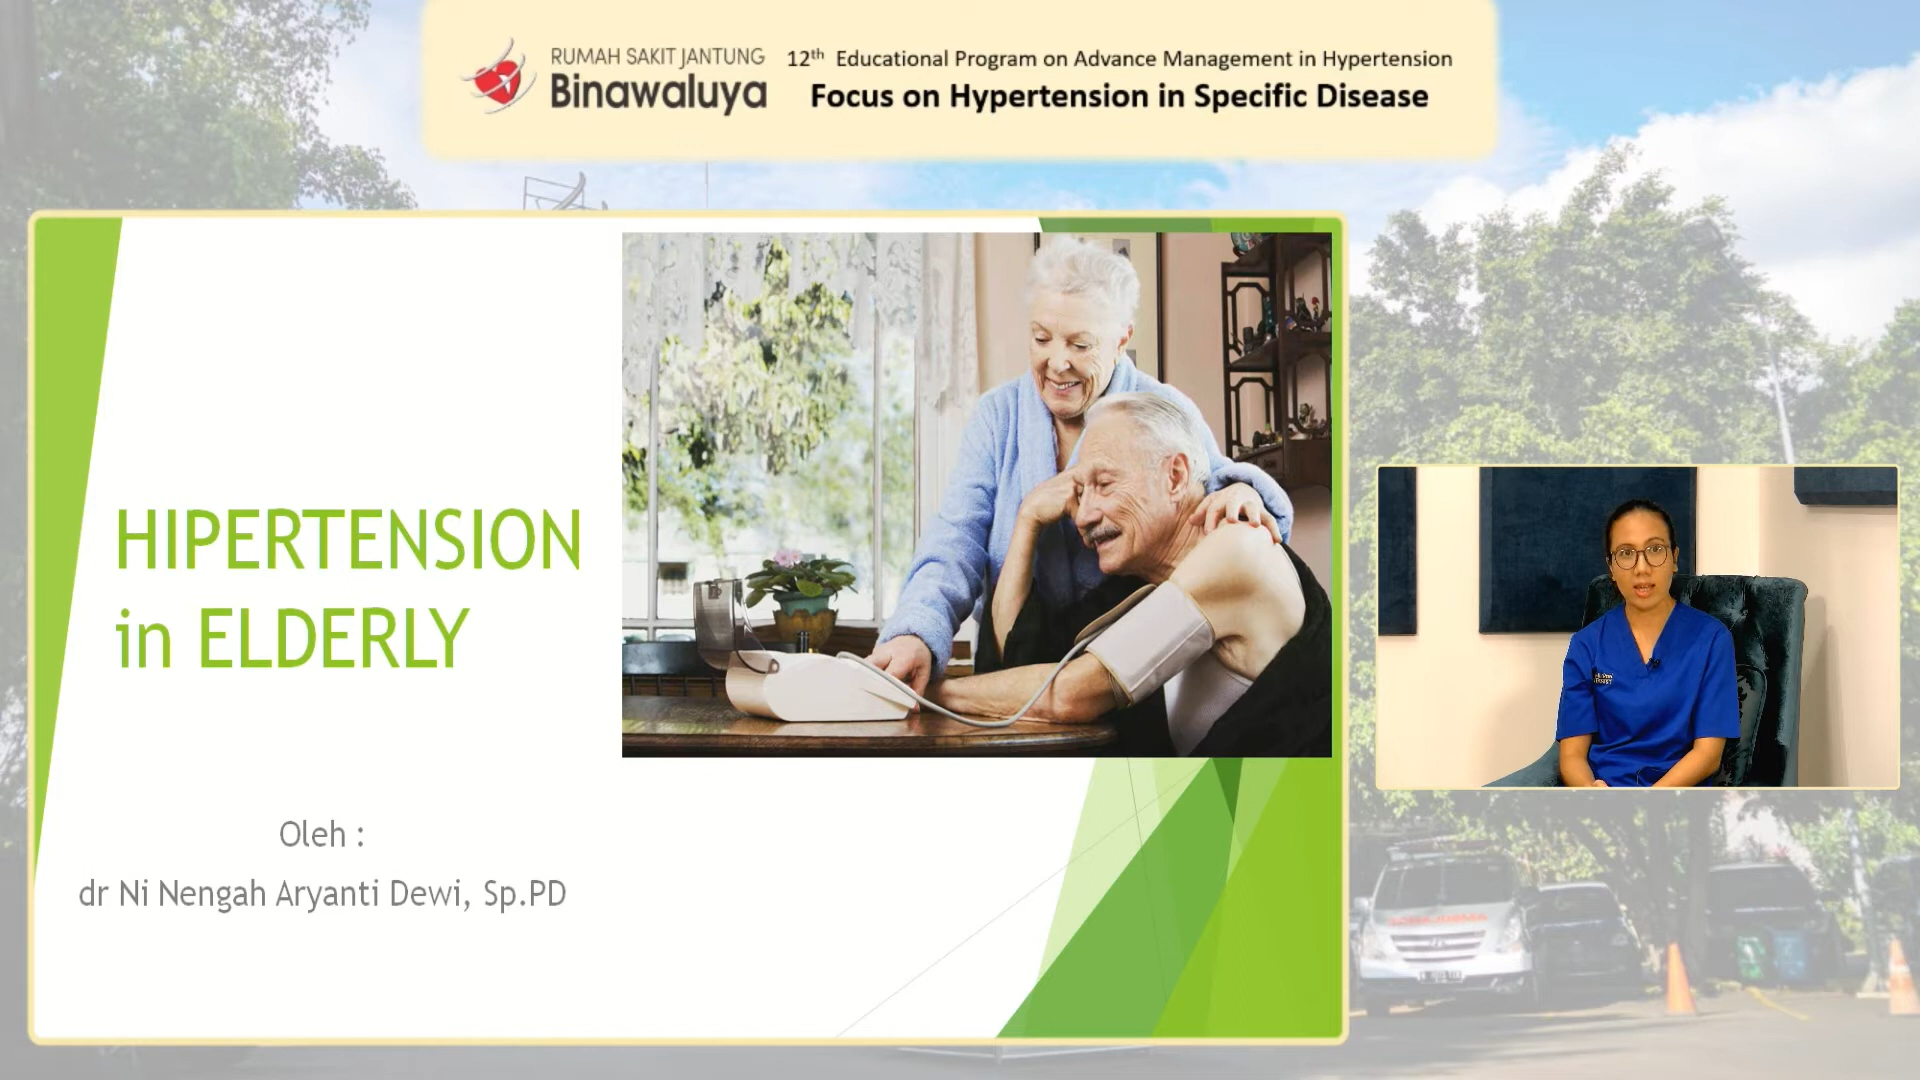 RUMAH SAKIT JANTUNG
Binawaluya
12th Educational Program on Advance Management in Hypertension
Focus on Hypertension in Specific Disease
HIPERTENSION
in ELDERLY
Oleh :
dr Ni Nengah Aryanti Dewi, Sp.PD